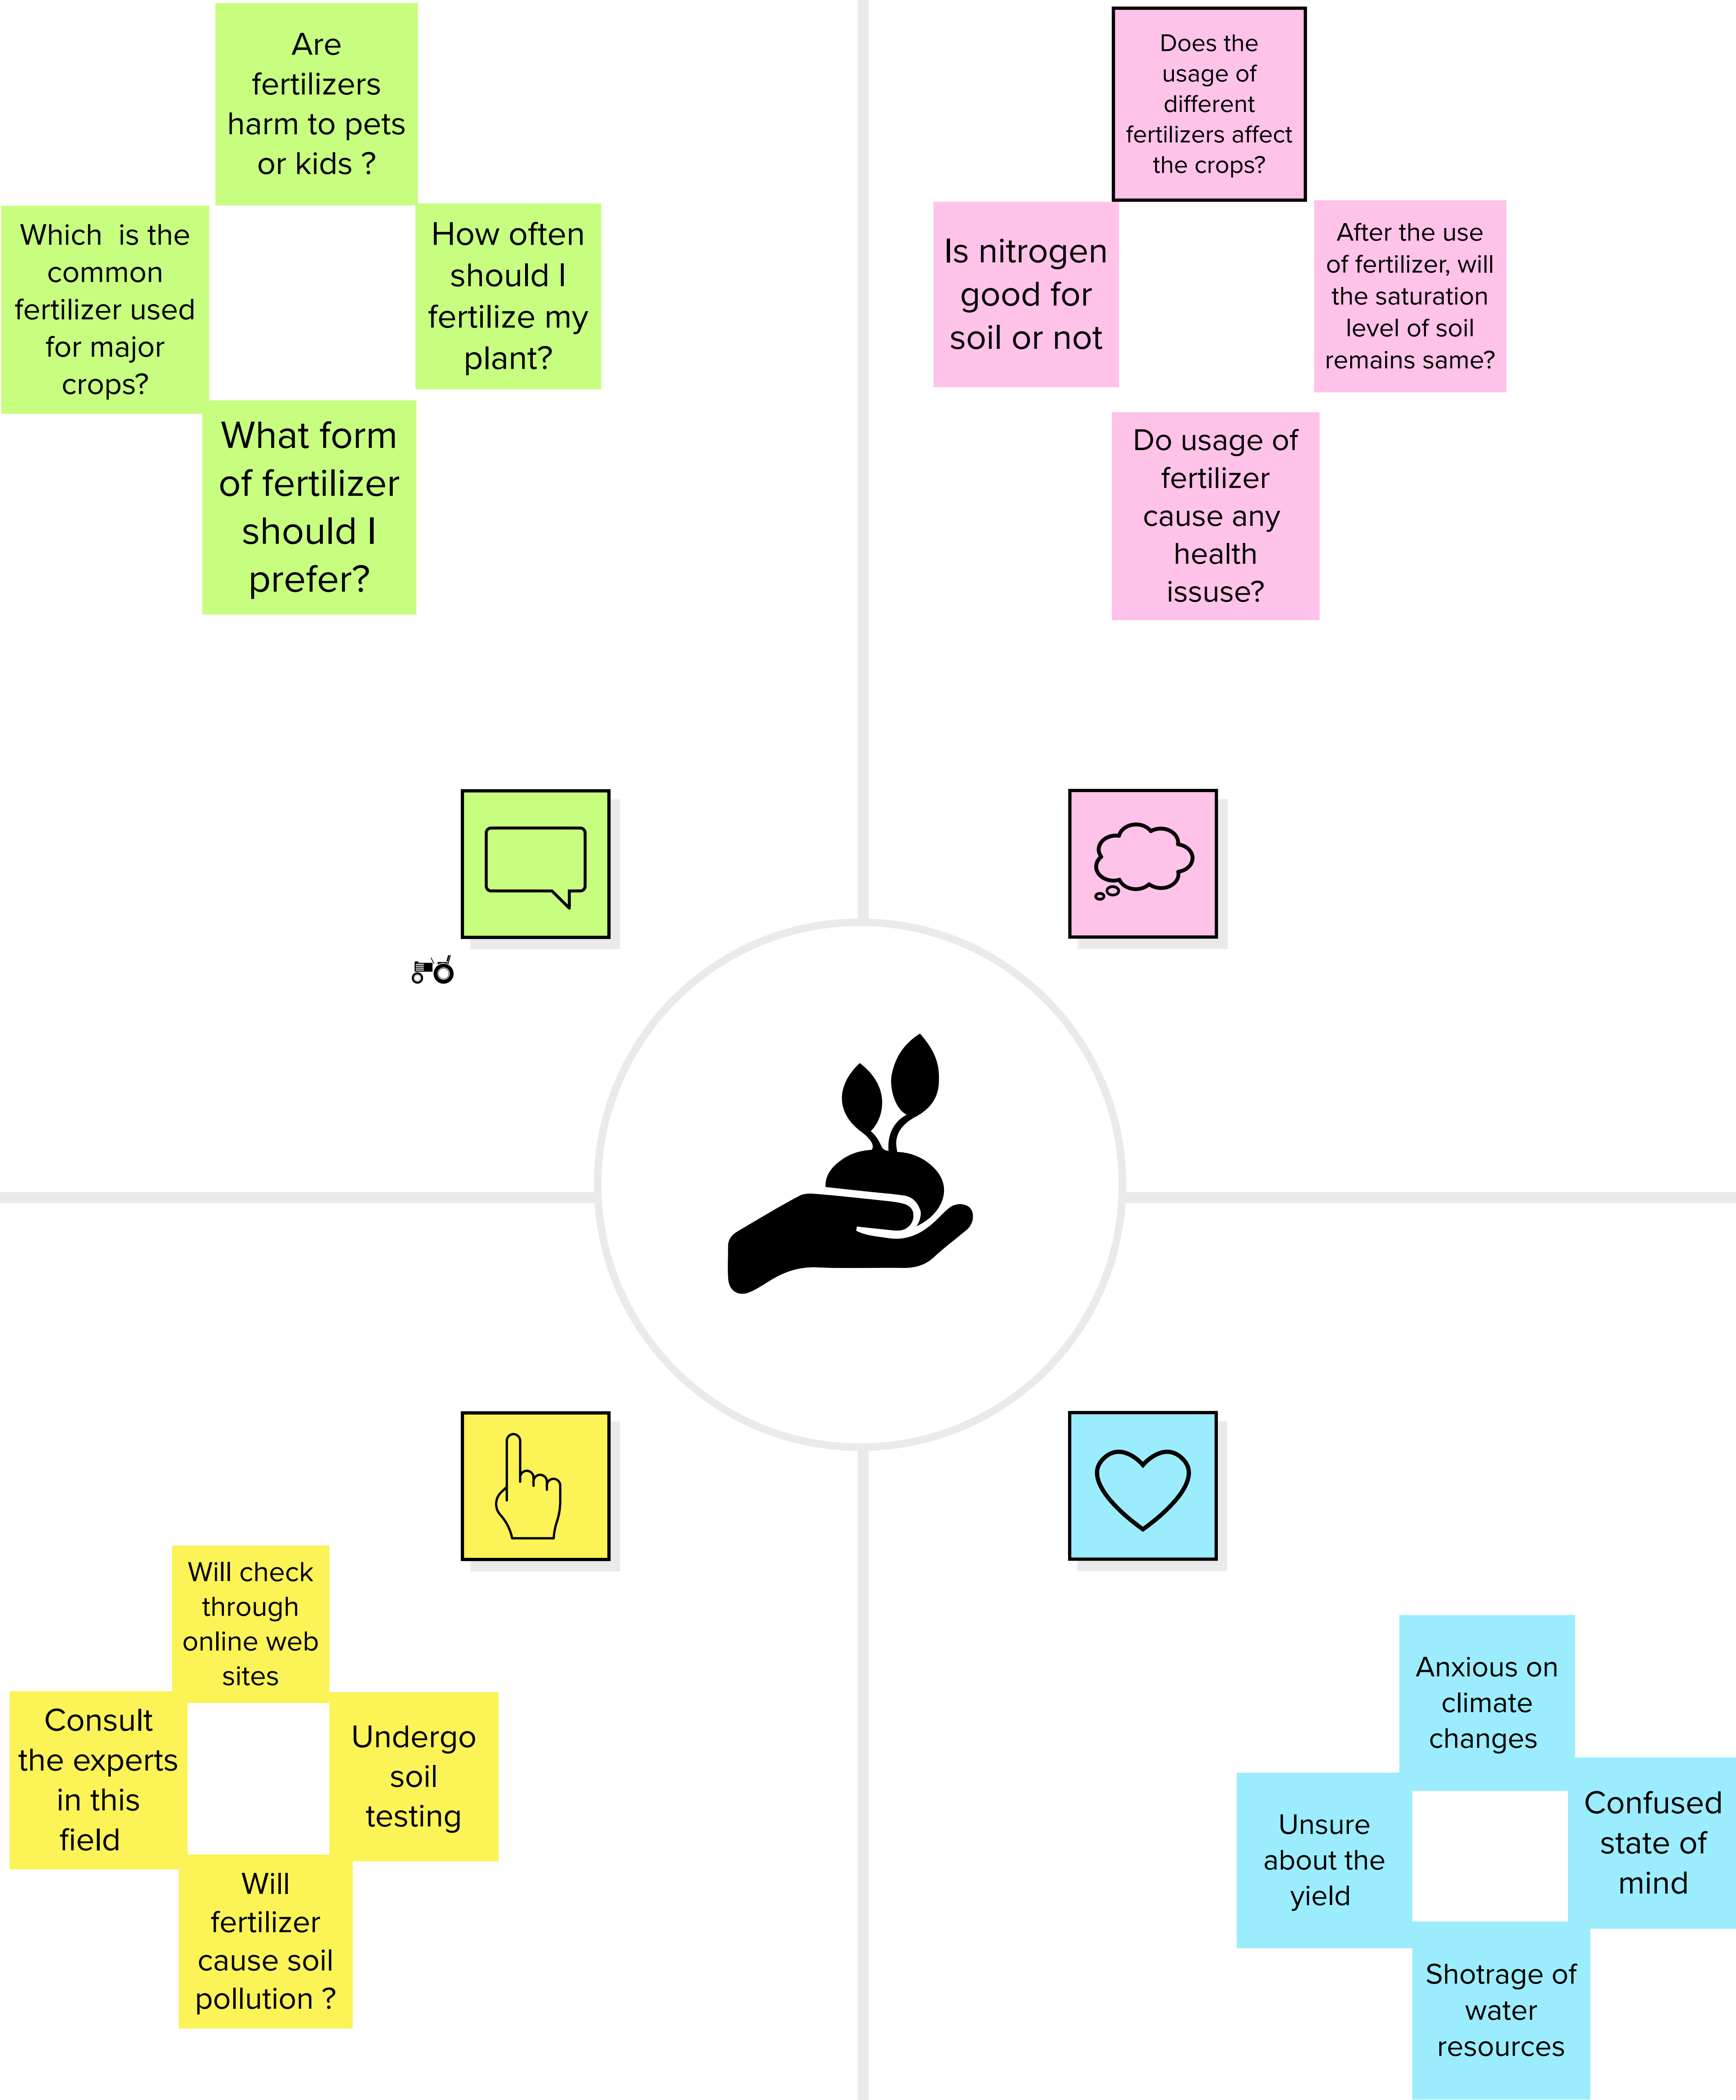 Are
fertilizers
harm to pets
or kids ?
Which  is the
common
fertilizer used
for major
crops?
How often
should I
fertilize my
plant?
What form
of fertilizer
should I
prefer?
Does the
usage of
different
fertilizers affect
the crops?
Is nitrogen
good for
soil or not
After the use
of fertilizer, will
the saturation
level of soil
remains same?
Do usage of
fertilizer
cause any
health
issuse?
Will check
through
online web
sites
Consult
the experts
in this
field
Undergo
soil
testing
Will
fertilizer
cause soil
pollution ?
Anxious on
climate
changes
Unsure
about the
yield
Confused
state of
mind
Shotrage of
water
resources